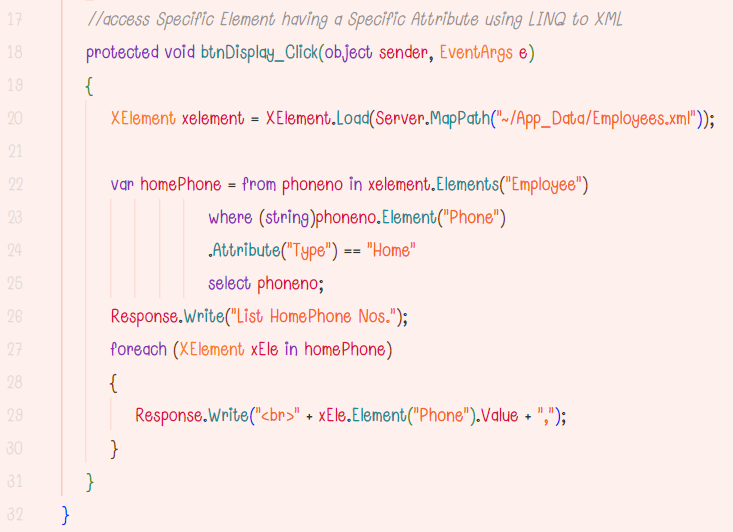 17 //access Specific Element having a Specific Attribute using LINQ to XML
18 protected void btnDisplay_Click(object sender, EventArgs e)
19 {
20 XElement xelement = XElement.Load(Server.MapPath("~/App_Data/Employees.xml"));
21
22 var homePhone = from phoneno in xelement.Elements("Employee")
23 where (string)phoneno.Element("Phone")
24 .Attribute("Type") == "Home"
25 select phoneno;
26 Response.Write("List HomePhone Nos.");
27 foreach (XElement xEle in homePhone)
28 {
29 Response.Write("<br>" + xEle.Element("Phone").Value + ",");
30 }
31 }
32 }